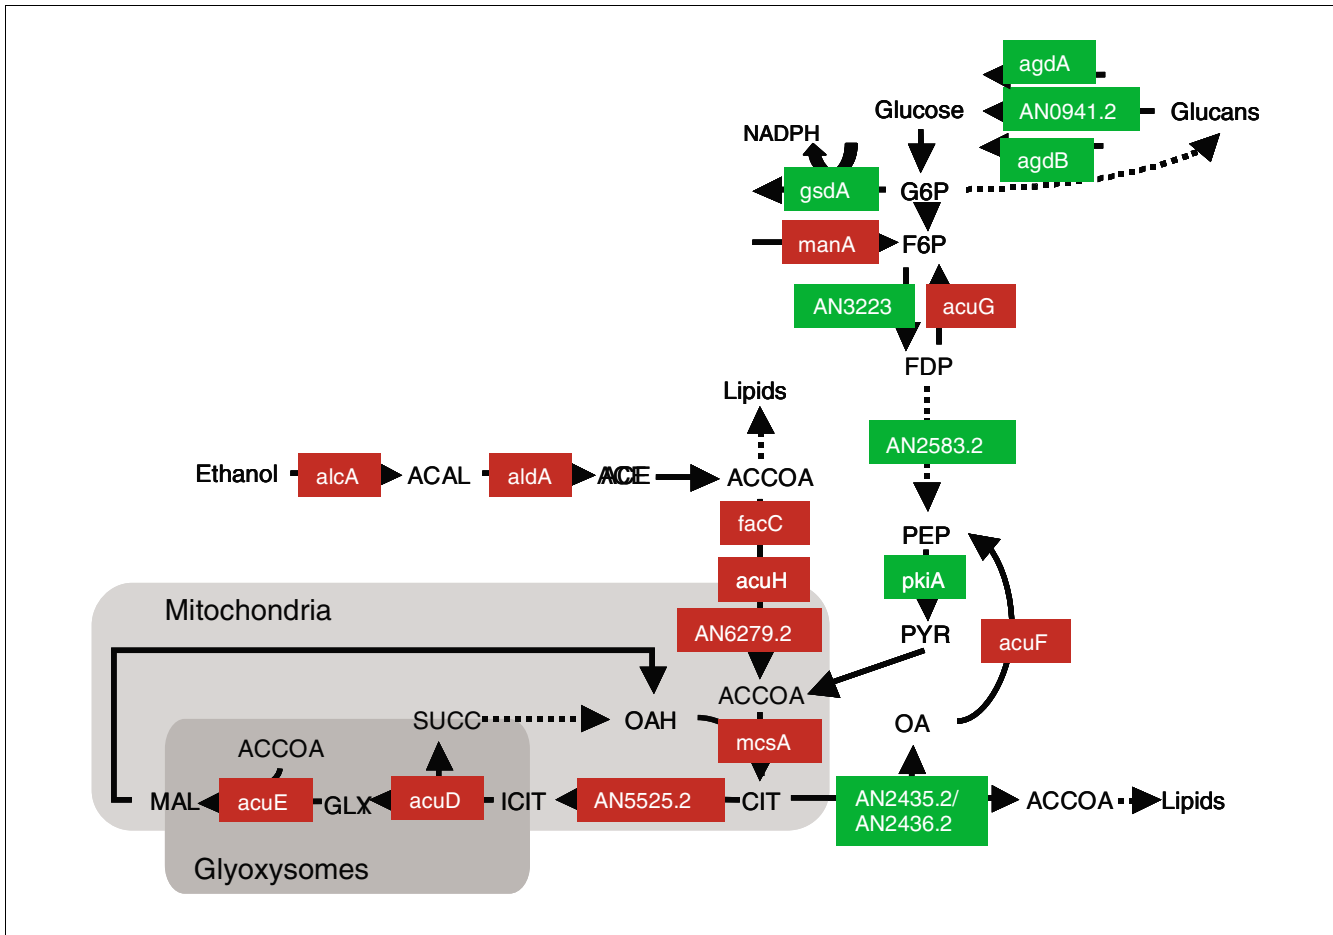 agdA
Glucose
AN0941.2
Glucans
NADPH
agdB
gsdA
G6P
manA
F6P
AN3223
acuG
FDP
Lipids
AN2583.2
Ethanol
alcA
ACAL
aldA
ACE
ACCOA
facC
PEP
acuH
pkiA
Mitochondria
AN6279.2
PYR
acuF
ACCOA
SUCC
OAH
OA
ACCOA
mcsA
MAL
acuE
GLX
acuD
ICIT
AN5525.2
CIT
AN2435.2/
AN2436.2
ACCOA
Lipids
Glyoxysomes